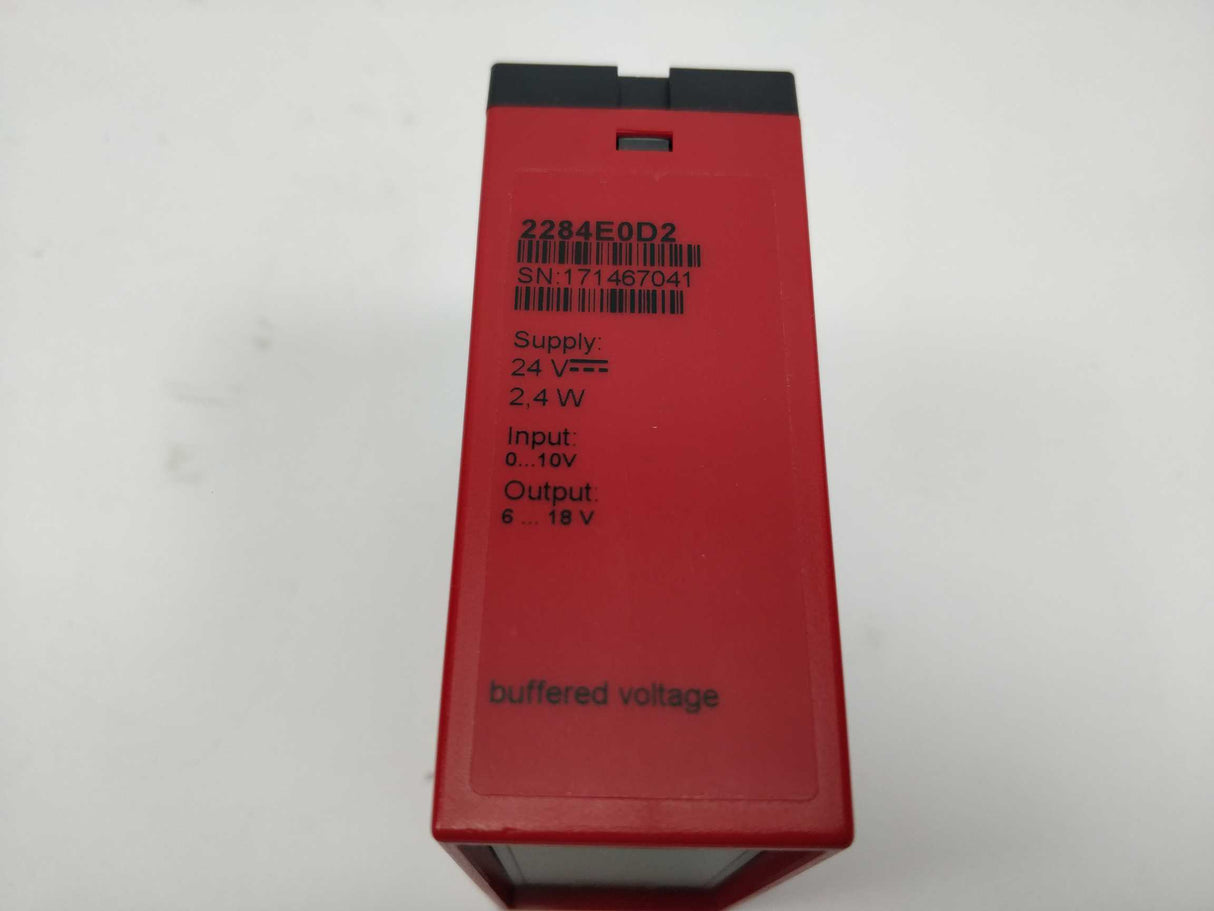 2284E0D2
SN:171467041
Supply:
24 V
2,4 W
Input:
0...10V
Output:
6 ... 18 V
buffered voltage